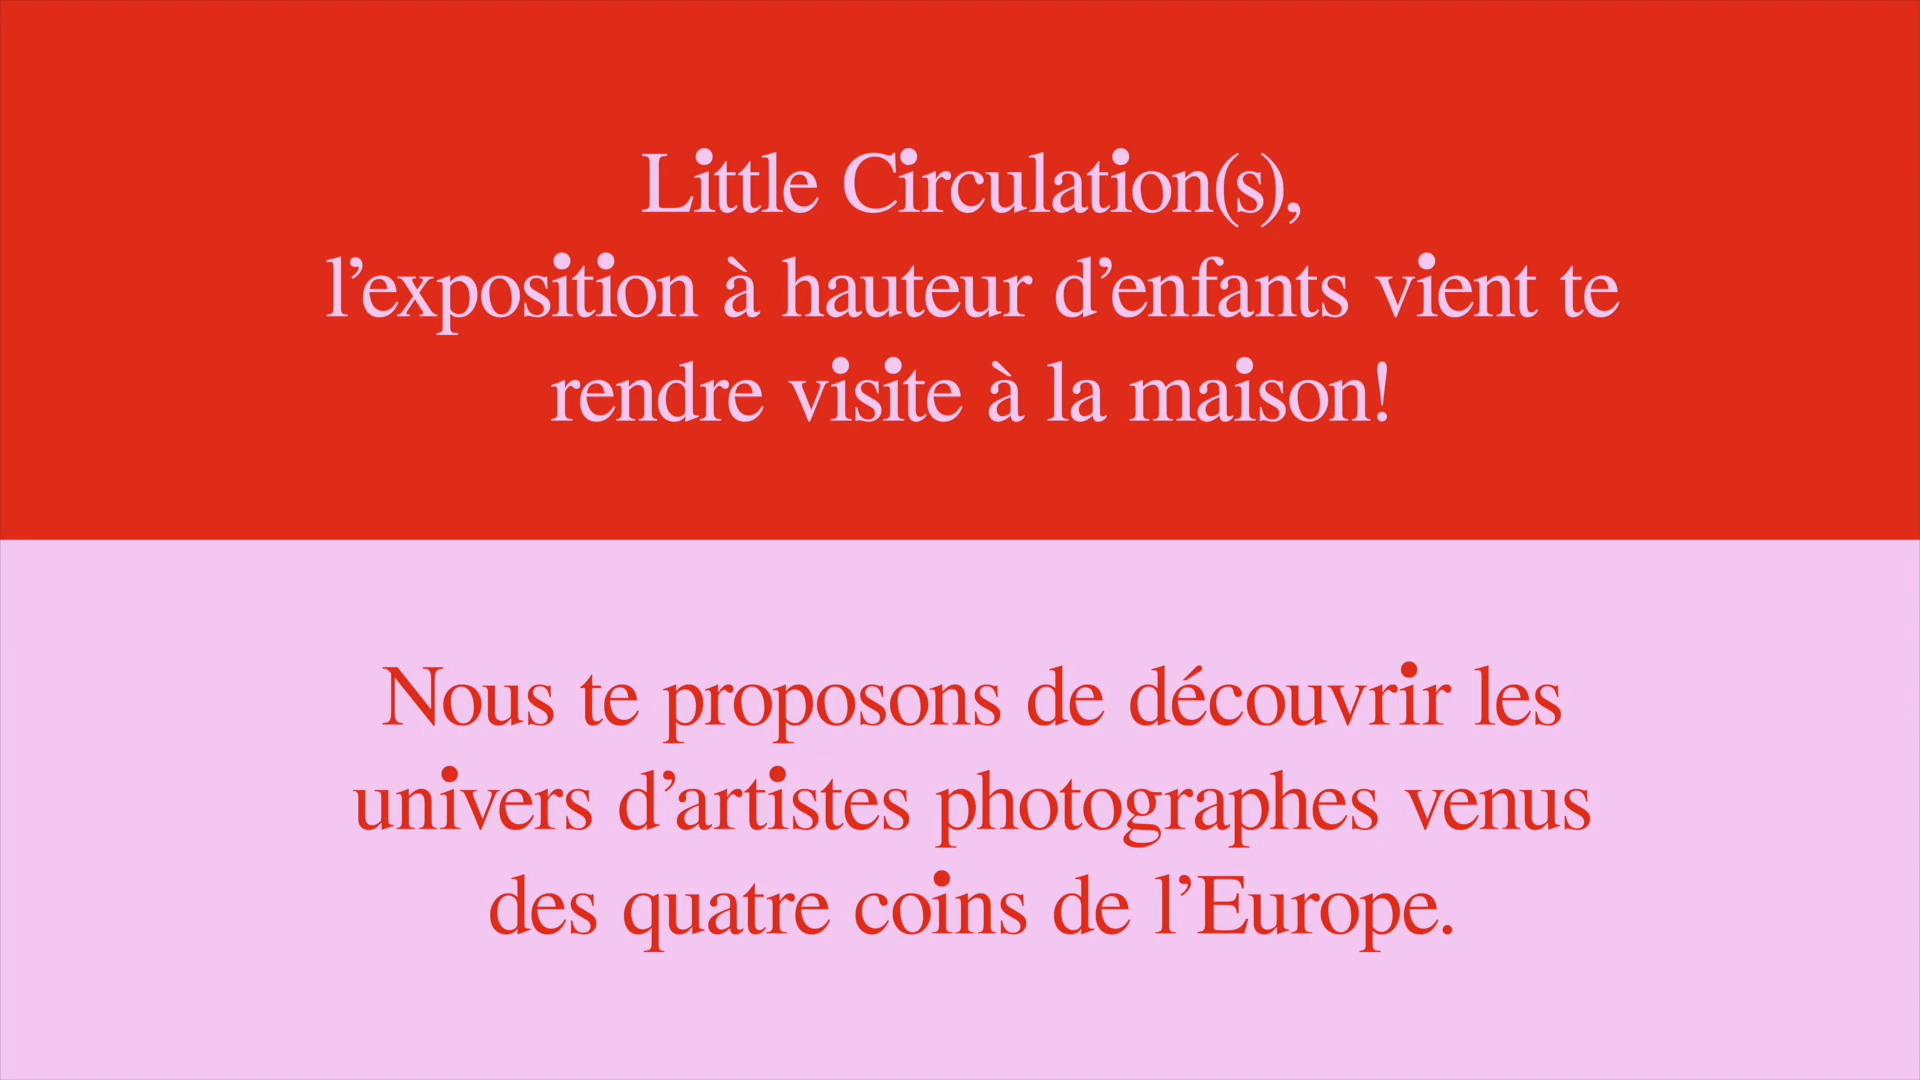 Little Circulation(s),
l’exposition à hauteur d’enfants vient te
rendre visite à la maison!
Nous te proposons de découvrir les
univers d’artistes photographes venus
des quatre coins de l’Europe.